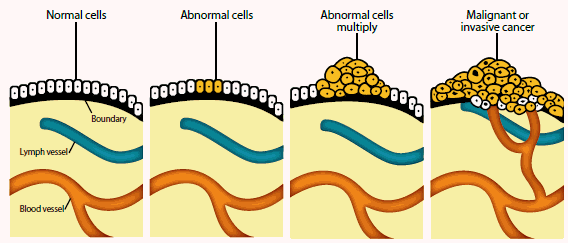 Normal cells
Abnormal cells
Abnormal cells
multiply
Malignant or
invasive cancer
Boundary
Lymph vessel
Blood vessel